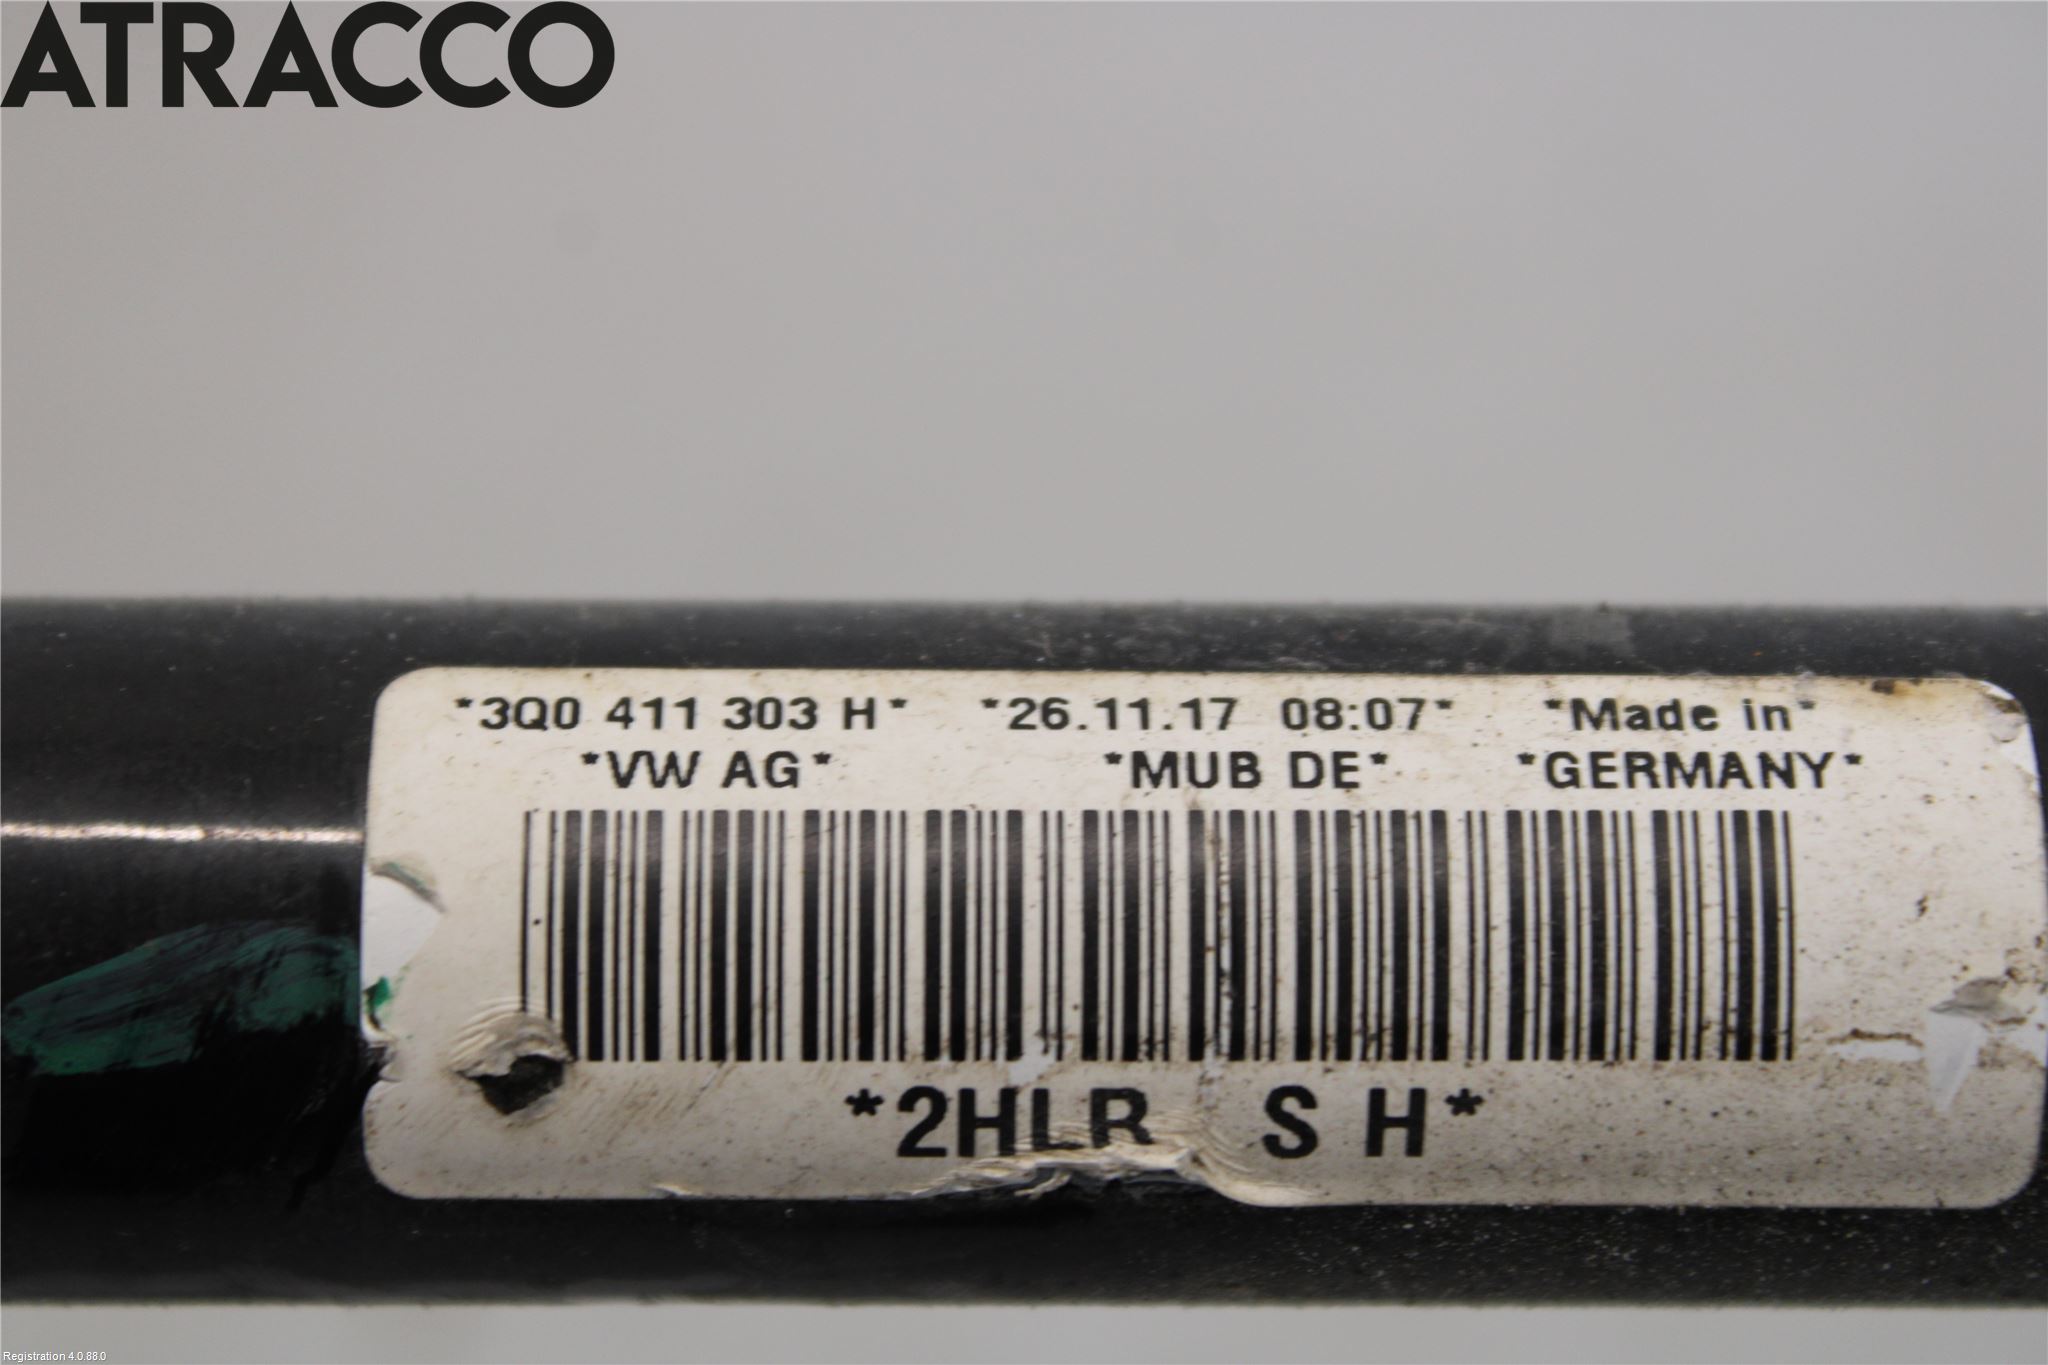 ATRACCO
*3Q0 411 303 H* *26.11.17 08:07* *Made in*
*VW AG* *MUB DE* *GERMANY*
*2HLR S H*
Registration 4.0.88.0